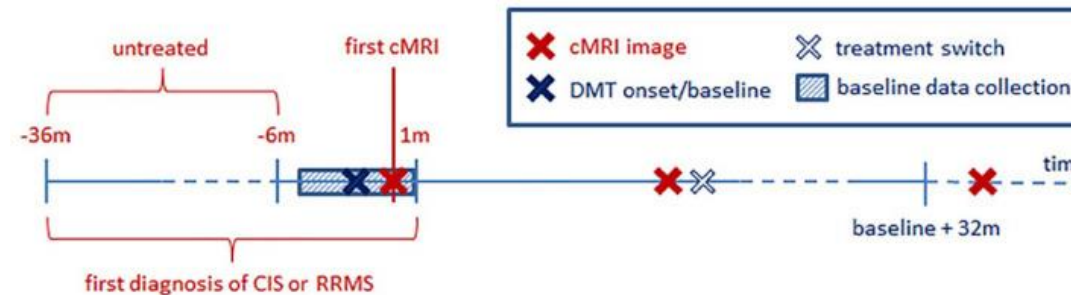 untreated
first cMRI
cMRI image
treatment switch
DMT onset/baseline
baseline data collection
-36m
-6m
1m
tim
baseline + 32m
first diagnosis of CIS or RRMS